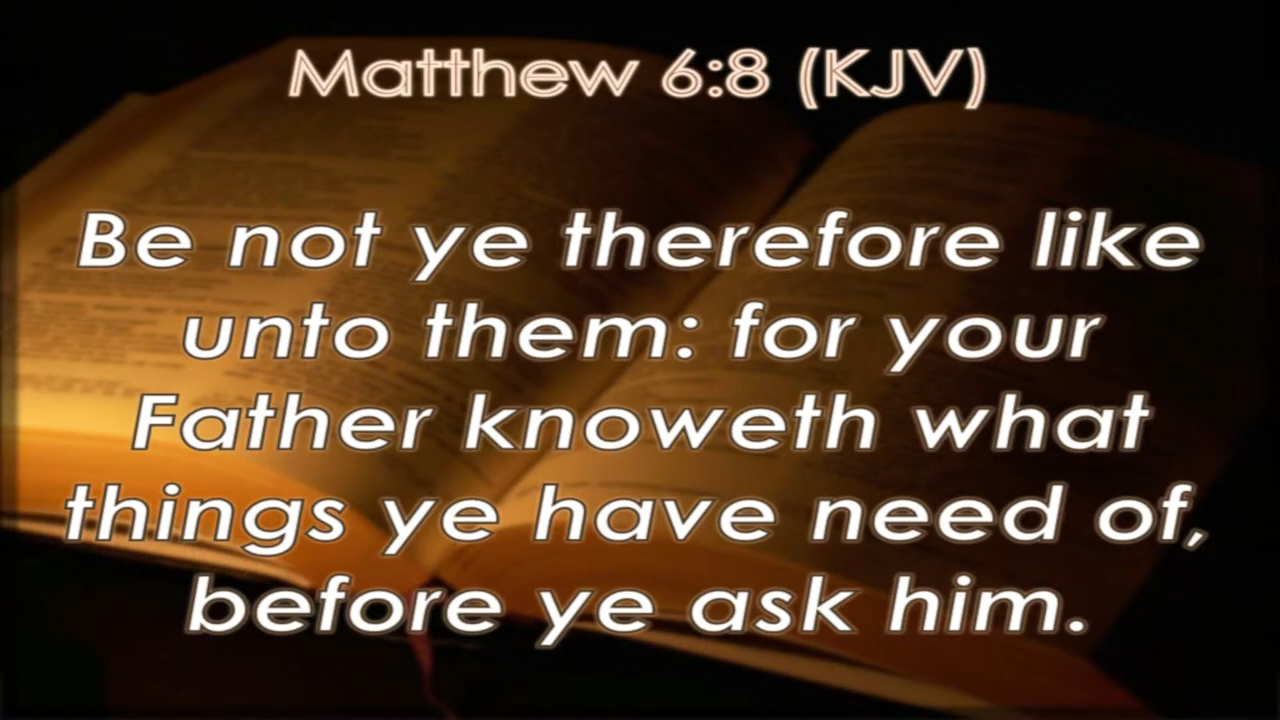 Matthew 6:8 (KJV)
Be not ye therefore like
unto them: for your
Father knoweth what
things ye have need of,
before ye ask him.